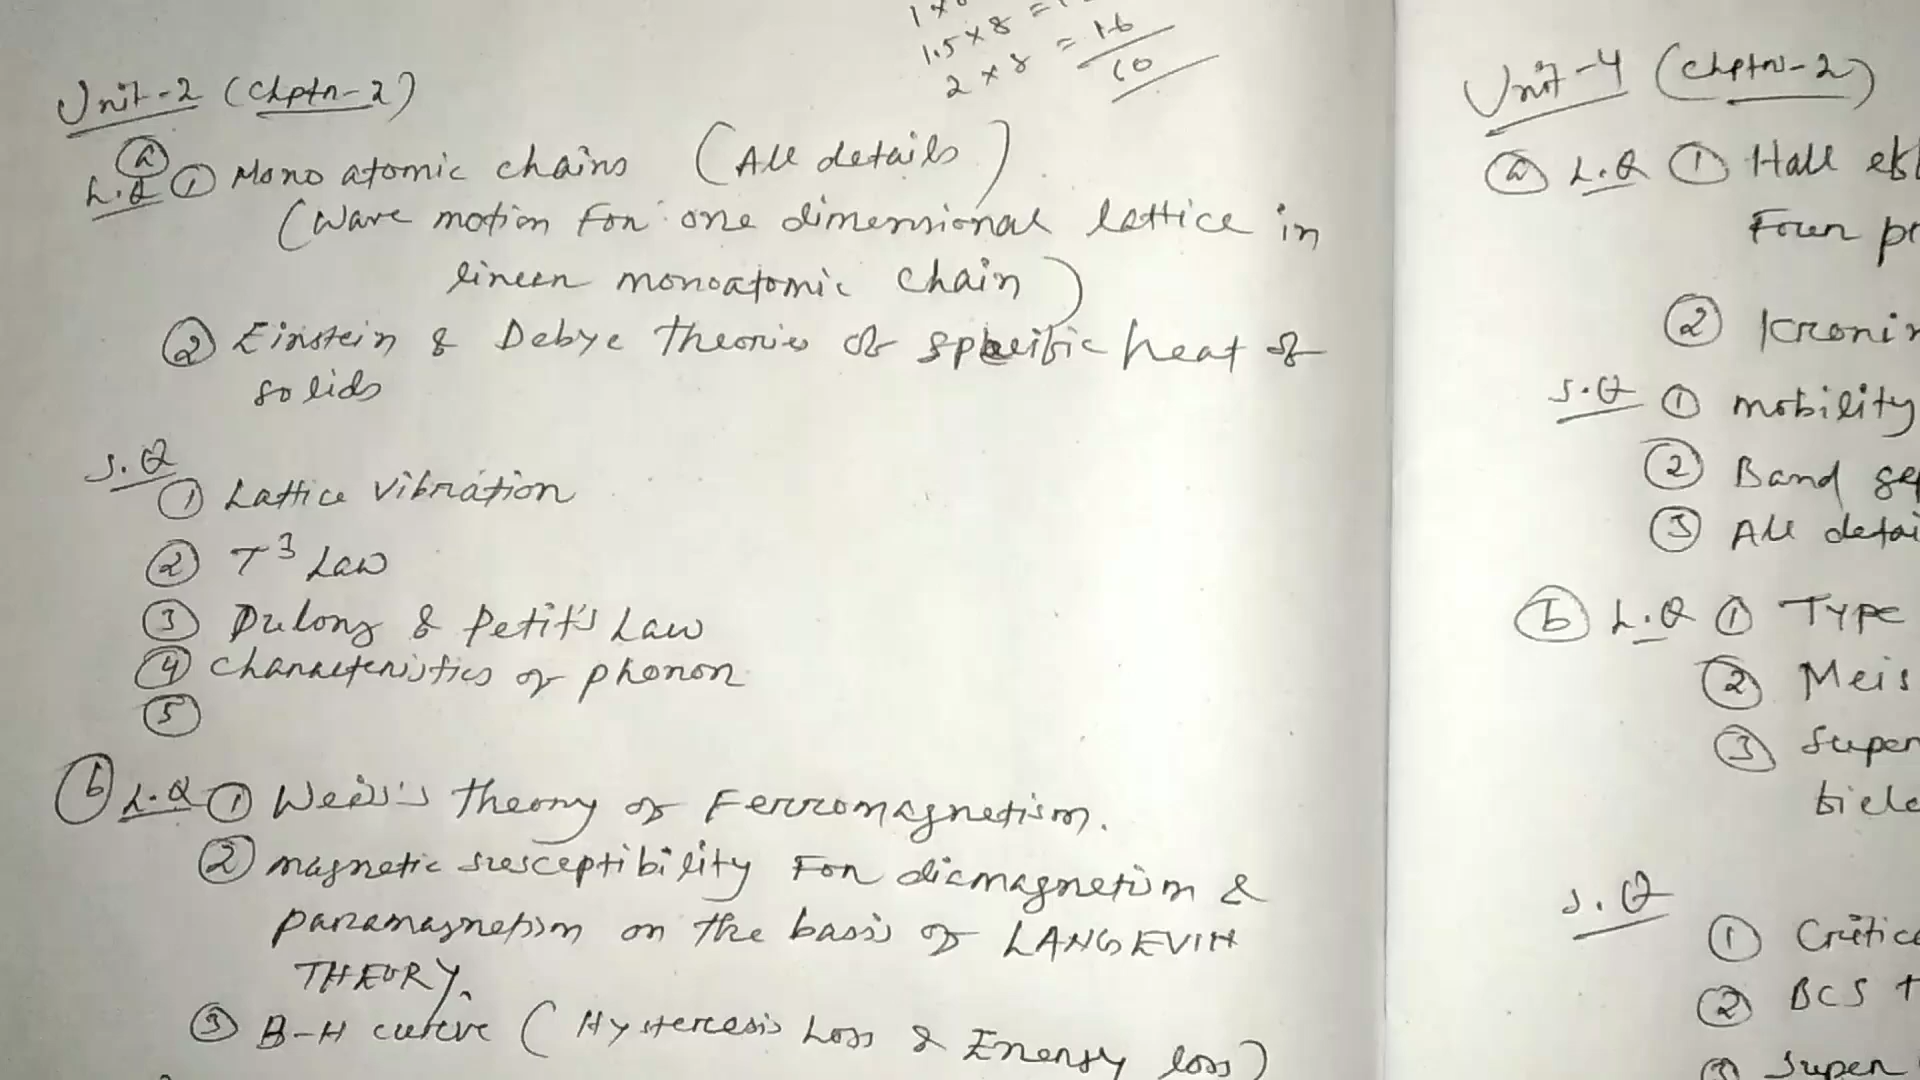 1.5 × 8 =
2 × 8 = 16
60
Unit-2 (Chptr-2)
(a)
L.Q (1) Mono atomic chains (All details)
(Wave motion for one dimensional lattice in
linear monoatomic chain)
(2) Einstein & Debye theories of specific heat of
solids
S.Q
(1) Lattice vibration
(2) T³ Law
(3) Dulong & Petit's Law
(4) characteristics of phonon
(5)
(b) L.Q (1) Weiss's theory of Ferromagnetism.
(2) magnetic susceptibility For diamagnetism &
paramagnetism on the basis of LANGEVIN
THEORY.
(3) B-H curve (Hysteresis Loss & Energy loss)
Unit-4 (Chptr-2)
(a) L.Q (1) Hall
Four
(2)
S.Q (1) mobility
(2) Band
(3) All
(b) L.Q (1) Type
(2)
(3)
S.Q
(1)
(2) BCS
(3) Super